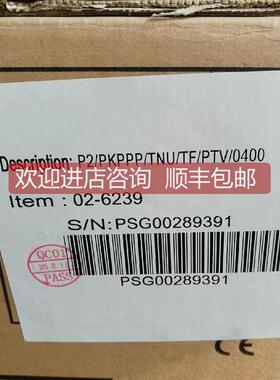 Description: P2/PKPPP/TNU/TF/PTV/0400
欢迎进店咨询 顺丰包邮
Item : 02-6239
S/N:PSG00289391
QC01
PASS
PSG00289391
CE